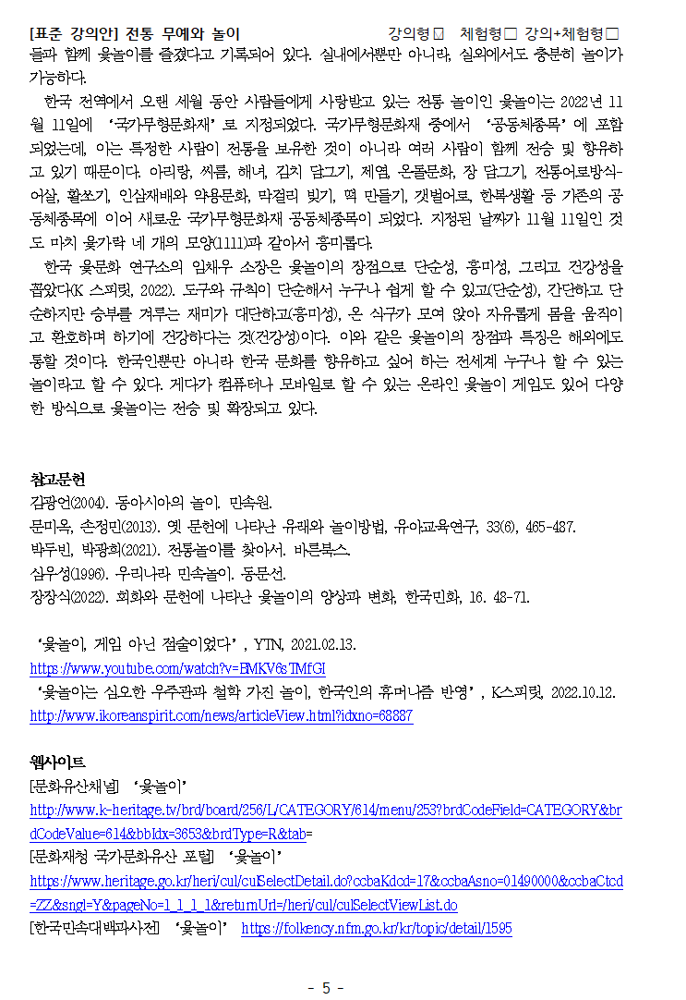 [표준 강의안] 전통 무예와 놀이 강의형☑ 체험형□ 강의+체험형□
들과 함께 윷놀이를 즐겼다고 기록되어 있다. 실내에서뿐만 아니라, 실외에서도 충분히 놀이가
가능하다.
한국 전역에서 오랜 세월 동안 사람들에게 사랑받고 있는 전통 놀이인 윷놀이는 2022년 11
월 11일에 ‘국가무형문화재’로 지정되었다. 국가무형문화재 중에서 ‘공동체종목’에 포함
되었는데, 이는 특정한 사람이 전통을 보유한 것이 아니라 여러 사람이 함께 전승 및 향유하
고 있기 때문이다. 아리랑, 씨름, 해녀, 김치 담그기, 제염, 온돌문화, 장 담그기, 전통어로방식-
어살, 활쏘기, 인삼재배와 약용문화, 막걸리 빚기, 떡 만들기, 갯벌어로, 한복생활 등 기존의 공
동체종목에 이어 새로운 국가무형문화재 공동체종목이 되었다. 지정된 날짜가 11월 11일인 것
도 마치 윷가락 네 개의 모양(1111)과 같아서 흥미롭다.
한국 윷문화 연구소의 임채우 소장은 윷놀이의 장점으로 단순성, 흥미성, 그리고 건강성을
꼽았다(K 스피릿, 2022). 도구와 규칙이 단순해서 누구나 쉽게 할 수 있고(단순성), 간단하고 단
순하지만 승부를 겨루는 재미가 대단하고(흥미성), 온 식구가 모여 앉아 자유롭게 몸을 움직이
고 환호하며 하기에 건강하다는 것(건강성)이다. 이와 같은 윷놀이의 장점과 특징은 해외에도
통할 것이다. 한국인뿐만 아니라 한국 문화를 향유하고 싶어 하는 전세계 누구나 할 수 있는
놀이라고 할 수 있다. 게다가 컴퓨터나 모바일로 할 수 있는 온라인 윷놀이 게임도 있어 다양
한 방식으로 윷놀이는 전승 및 확장되고 있다.
참고문헌
김광언(2004). 동아시아의 놀이. 민속원.
문미옥, 손정민(2013). 옛 문헌에 나타난 유래와 놀이방법, 유아교육연구, 33(6), 465-487.
박두빈, 박광희(2021). 전통놀이를 찾아서. 바른북스.
심우성(1996). 우리나라 민속놀이. 동문선.
장장식(2022). 회화와 문헌에 나타난 윷놀이의 양상과 변화, 한국민화, 16. 48-71.
‘윷놀이, 게임 아닌 점술이었다’, YTN, 2021.02.13.
https://www.youtube.com/watch?v=BMKV6sTMfGI
‘윷놀이는 심오한 우주관과 철학 가진 놀이, 한국인의 휴머니즘 반영’, K스피릿, 2022.10.12.
http://www.ikoreanspirit.com/news/articleView.html?idxno=68887
웹사이트
[문화유산채널] ‘윷놀이’
http://www.k-heritage.tv/brd/board/256/L/CATEGORY/614/menu/253?brdCodeField=CATEGORY&br
dCodeValue=614&bbIdx=3653&brdType=R&tab=
[문화재청 국가문화유산 포털] ‘윷놀이’
https://www.heritage.go.kr/heri/cul/culSelectDetail.do?ccbaKdcd=17&ccbaAsno=01490000&ccbaCtcd
=ZZ&sngl=Y&pageNo=1_1_1_1&returnUrl=/heri/cul/culSelectViewList.do
[한국민속대백과사전] ‘윷놀이’ https://folkency.nfm.go.kr/kr/topic/detail/1595
- 5 -